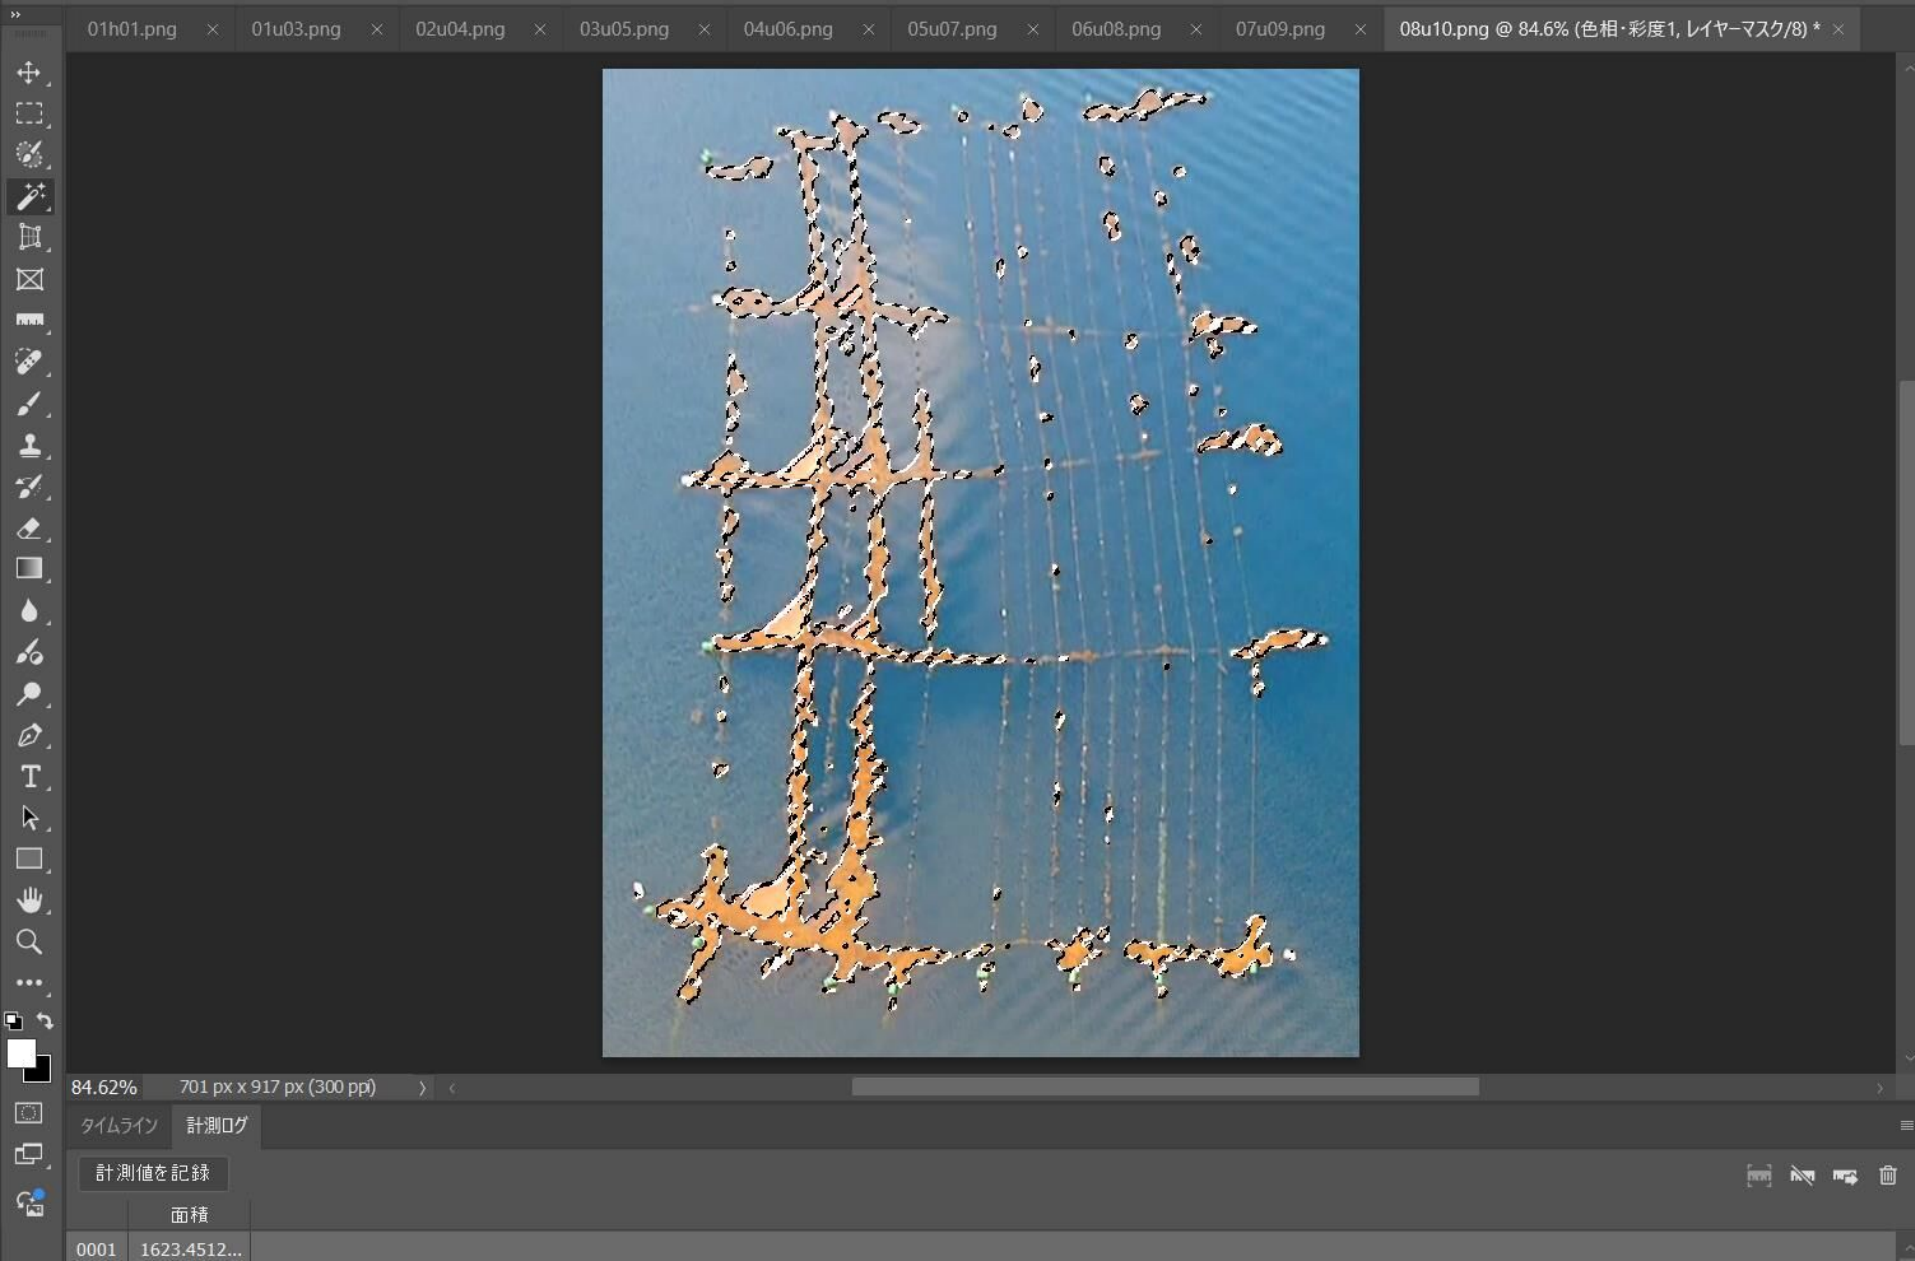 01h01.png × 01u03.png × 02u04.png × 03u05.png × 04u06.png × 05u07.png × 06u08.png × 07u09.png × 08u10.png @ 84.6% (色相・彩度1, レイヤーマスク/8) * ×
84.62% 701 px x 917 px (300 ppi)
タイムライン 計測ログ
計測値を記録
面積
0001 1623.4512...